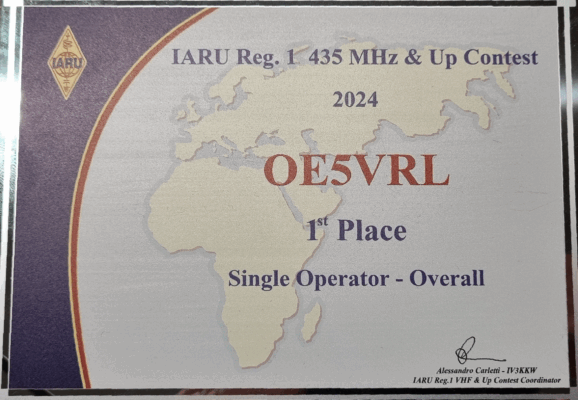 IARU
IARU Reg. 1 435 MHz & Up Contest
2024
OE5VRL
1st Place
Single Operator - Overall
Alessandro Carletti - IV3KKW
IARU Reg.1 VHF & Up Contest Coordinator